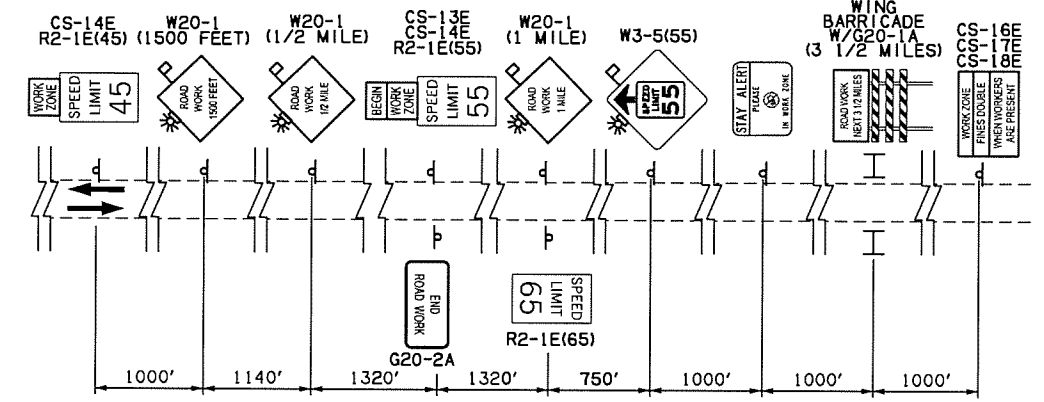 CS-14E
R2-1E(45)
W20-1
(1500 FEET)
W20-1
(1/2 MILE)
CS-13E
CS-14E
R2-1E(55)
W20-1
(1 MILE)
W3-5(55)
WING
BARRICADE
W/G20-1A
(3 1/2 MILES)
CS-16E
CS-17E
CS-18E
WORK
ZONE
SPEED
LIMIT
45
ROAD
WORK
1500 FEET
ROAD
WORK
1/2 MILE
BEGIN
WORK
ZONE
SPEED
LIMIT
55
ROAD
WORK
1 MILE
SPEED
LIMIT
55
STAY ALERT
PLEASE
IN WORK ZONE
ROAD WORK
NEXT 3 1/2 MILES
WORK ZONE
FINES DOUBLE
WHEN WORKERS
ARE PRESENT
END
ROAD WORK
G20-2A
SPEED
LIMIT
65
R2-1E(65)
1000'
1140'
1320'
1320'
750'
1000'
1000'
1000'